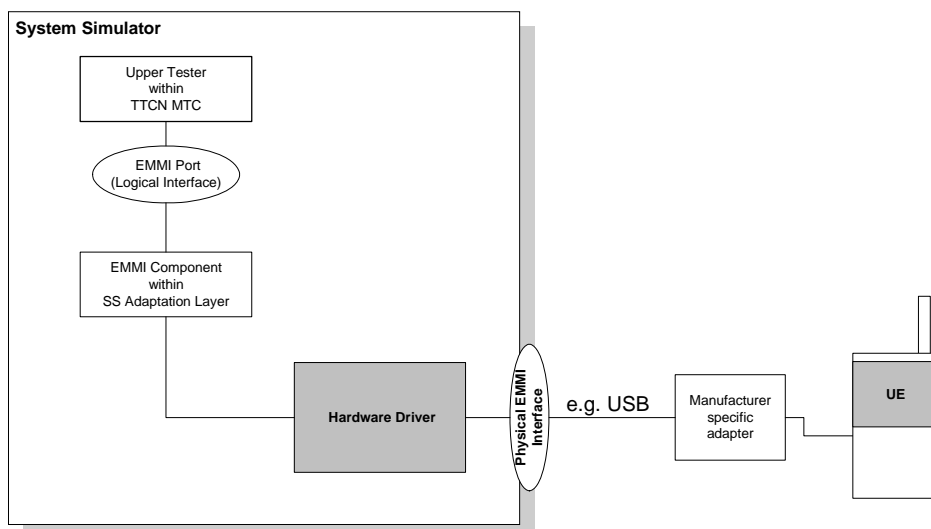 System Simulator
Upper Tester
within
TTCN MTC
EMMI Port
(Logical Interface)
EMMI Component
within
SS Adaptation Layer
Hardware Driver
Physical EMMI
Interface
e.g. USB
Manufacturer
specific
adapter
UE